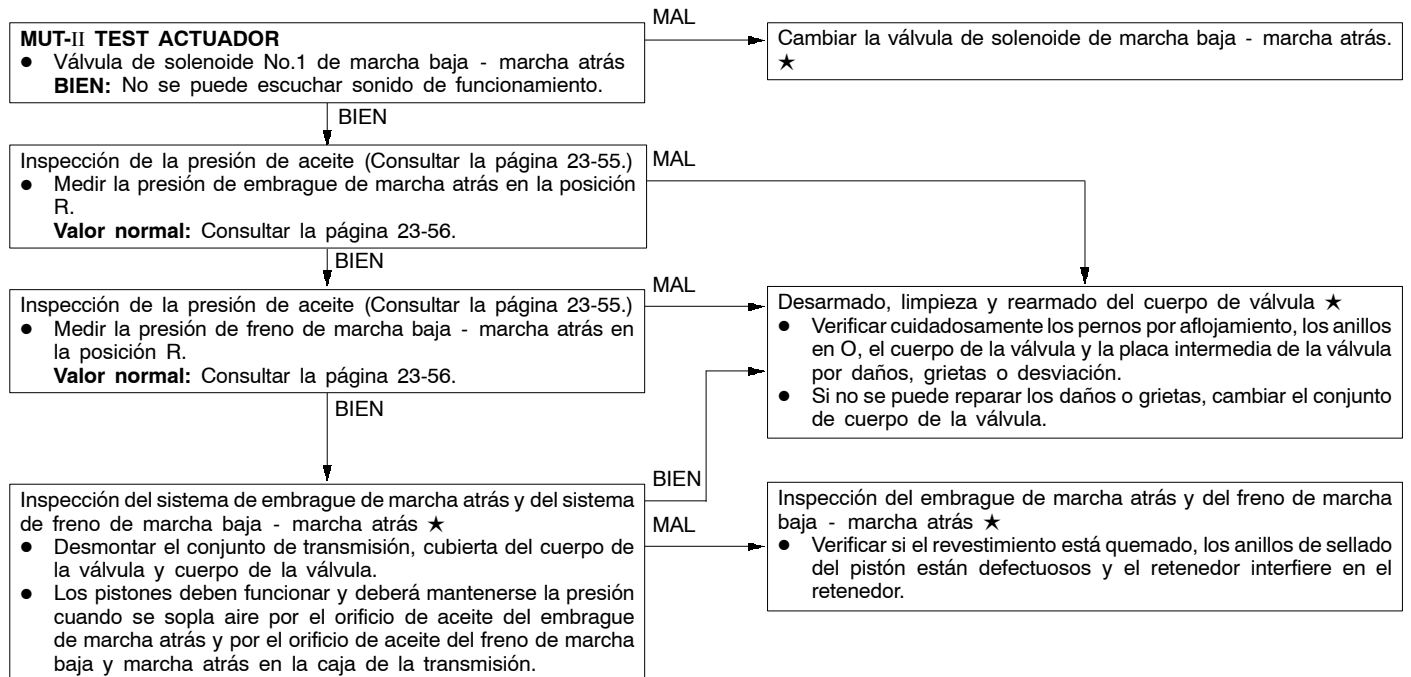 MUT-II TEST ACTUADOR
● Válvula de solenoide No.1 de marcha baja - marcha atrás
BIEN: No se puede escuchar sonido de funcionamiento.
MAL
Cambiar la válvula de solenoide de marcha baja - marcha atrás.
★
BIEN
Inspección de la presión de aceite (Consultar la página 23-55.)
● Medir la presión de embrague de marcha atrás en la posición
R.
Valor normal: Consultar la página 23-56.
MAL
BIEN
Inspección de la presión de aceite (Consultar la página 23-55.)
● Medir la presión de freno de marcha baja - marcha atrás en
la posición R.
Valor normal: Consultar la página 23-56.
MAL
Desarmado, limpieza y rearmado del cuerpo de válvula ★
● Verificar cuidadosamente los pernos por aflojamiento, los anillos
en O, el cuerpo de la válvula y la placa intermedia de la válvula
por daños, grietas o desviación.
● Si no se puede reparar los daños o grietas, cambiar el conjunto
de cuerpo de la válvula.
BIEN
Inspección del sistema de embrague de marcha atrás y del sistema
de freno de marcha baja - marcha atrás ★
● Desmontar el conjunto de transmisión, cubierta del cuerpo de
la válvula y cuerpo de la válvula.
● Los pistones deben funcionar y deberá mantenerse la presión
cuando se sopla aire por el orificio de aceite del embrague
de marcha atrás y por el orificio de aceite del freno de marcha
baja y marcha atrás en la caja de la transmisión.
BIEN
MAL
Inspección del embrague de marcha atrás y del freno de marcha
baja - marcha atrás ★
● Verificar si el revestimiento está quemado, los anillos de sellado
del pistón están defectuosos y el retenedor interfiere en el
retenedor.